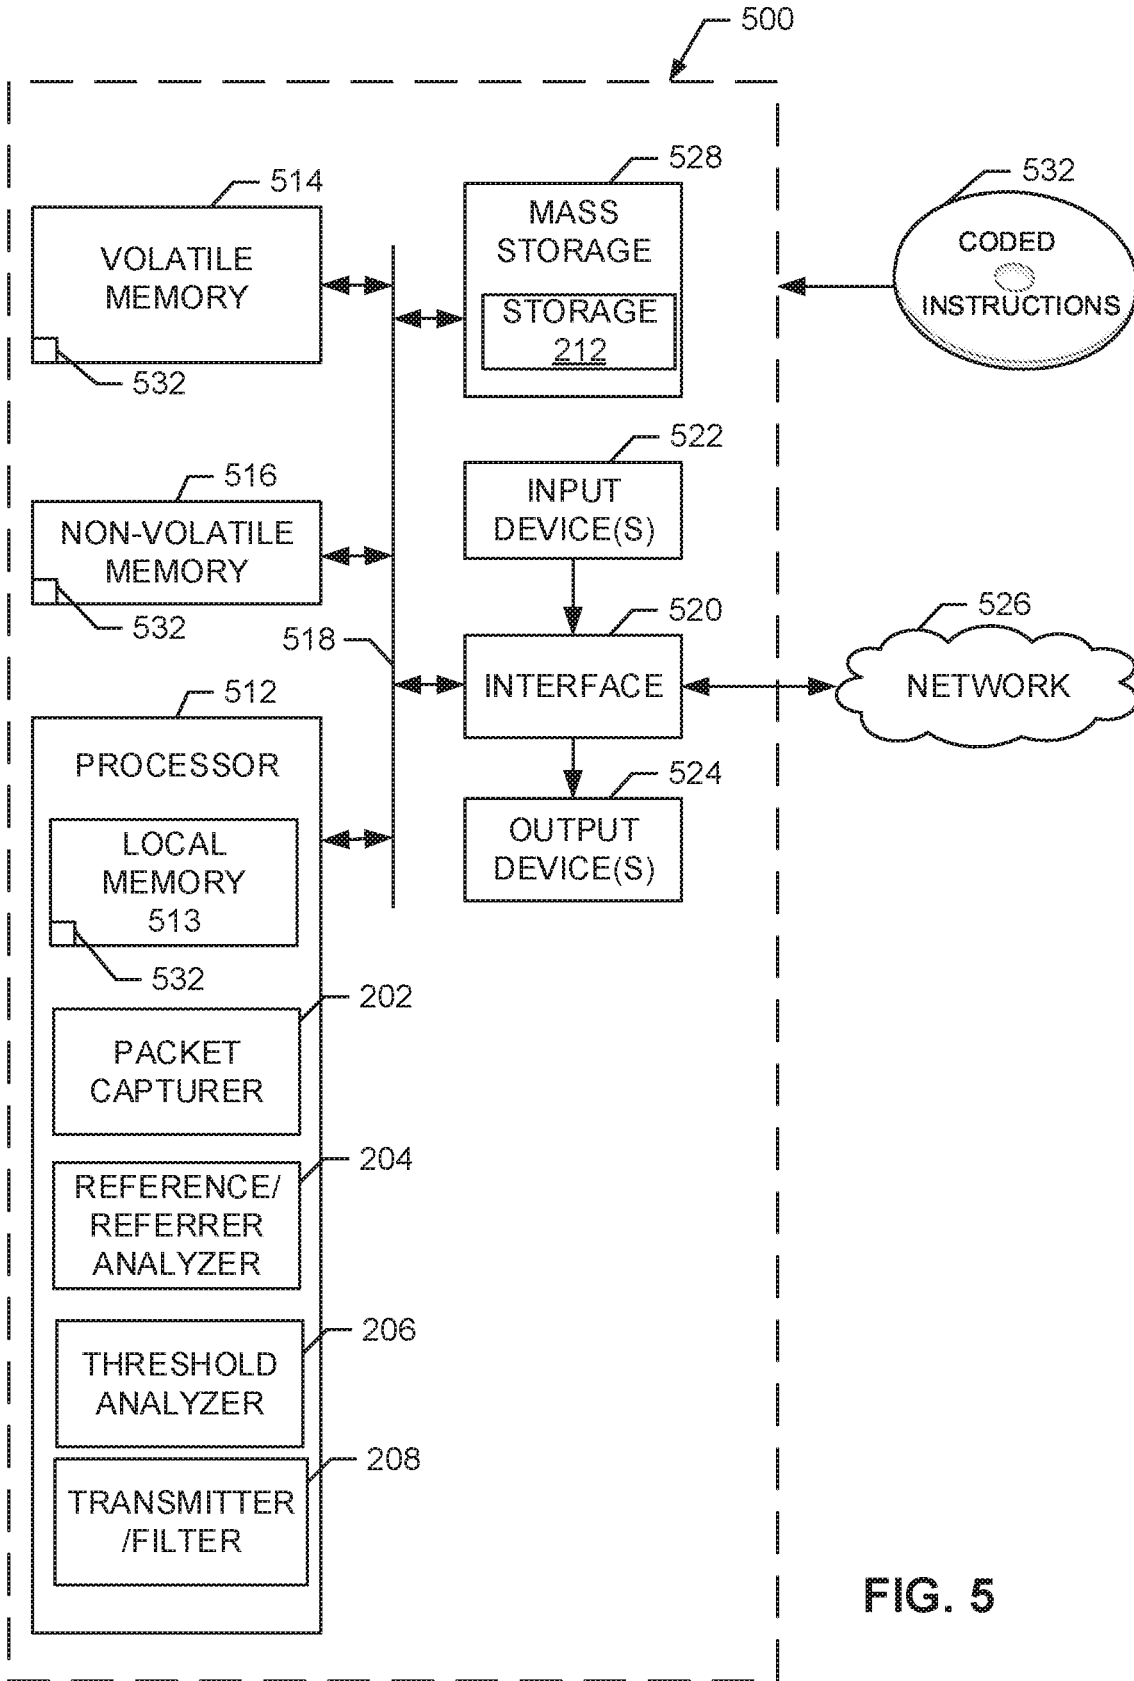 500
514
VOLATILE
MEMORY
532
528
MASS
STORAGE
STORAGE
212
532
CODED
INSTRUCTIONS
516
NON-VOLATILE
MEMORY
532
522
INPUT
DEVICE(S)
518
520
INTERFACE
526
NETWORK
524
OUTPUT
DEVICE(S)
512
PROCESSOR
LOCAL
MEMORY
513
532
202
PACKET
CAPTURER
204
REFERENCE/
REFERRER
ANALYZER
206
THRESHOLD
ANALYZER
208
TRANSMITTER
/FILTER
FIG. 5